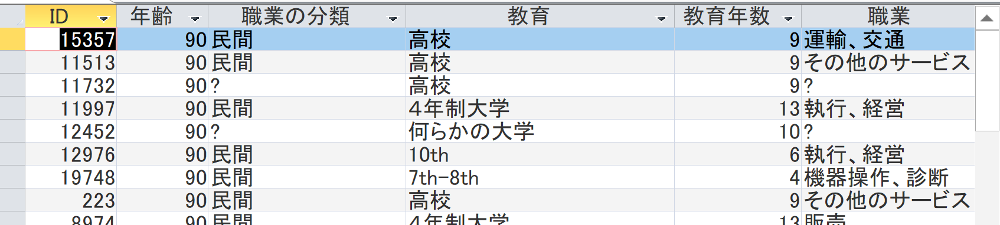 ID 年齢 職業の分類 教育 教育年数 職業
15357 90 民間 高校 9 運輸、交通
11513 90 民間 高校 9 その他のサービス
11732 90 ? 高校 9 ?
11997 90 民間 4年制大学 13 執行、経営
12452 90 ? 何らかの大学 10 ?
12976 90 民間 10th 6 執行、経営
19748 90 民間 7th-8th 4 機器操作、診断
223 90 民間 高校 9 その他のサービス
8974 90 民間 4年制大学 13 販売